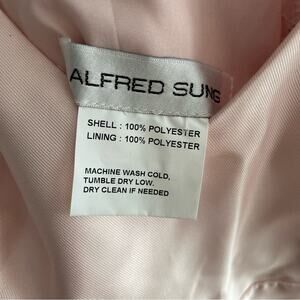 ALFRED SUNG
SHELL : 100% POLYESTER
LINING : 100% POLYESTER
MACHINE WASH COLD,
TUMBLE DRY LOW.
DRY CLEAN IF NEEDED